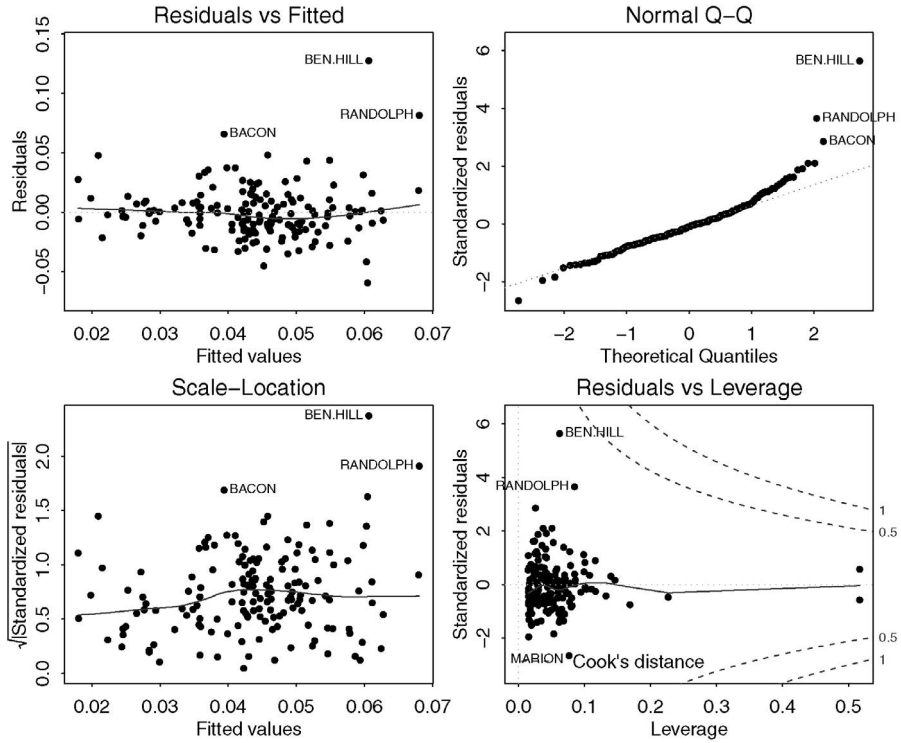 Residuals vs Fitted
Residuals
0.15
0.10
0.05
0.00
−0.05
BEN.HILL
RANDOLPH
BACON
0.02 0.03 0.04 0.05 0.06 0.07
Fitted values
Normal Q−Q
Standardized residuals
6
4
2
0
−2
BEN.HILL
RANDOLPH
BACON
−2 −1 0 1 2
Theoretical Quantiles
Scale−Location
√|Standardized residuals|
2.0
1.5
1.0
0.5
0.0
BEN.HILL
RANDOLPH
BACON
0.02 0.03 0.04 0.05 0.06 0.07
Fitted values
Residuals vs Leverage
Standardized residuals
6
4
2
0
−2
BEN.HILL
RANDOLPH
MARION
Cook's distance
1
0.5
0.5
1
0.0 0.1 0.2 0.3 0.4 0.5
Leverage